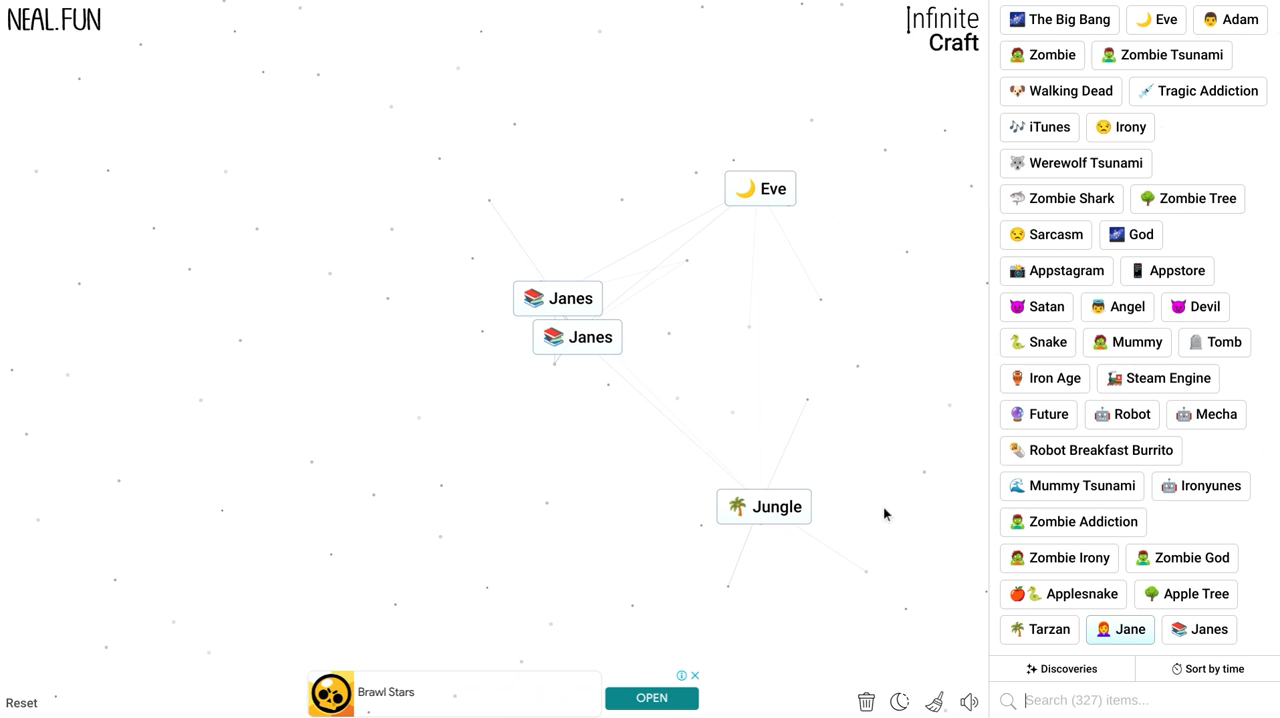 NEAL.FUN
Infinite
Craft
🌌 The Big Bang 🌙 Eve 👨 Adam
🧟 Zombie 🧟‍♂️ Zombie Tsunami
🐶 Walking Dead 💉 Tragic Addiction
🎶 iTunes 😒 Irony
🐺 Werewolf Tsunami
🦈 Zombie Shark 🌳 Zombie Tree
😒 Sarcasm 🌌 God
📸 Appstagram 📱 Appstore
😈 Satan 👼 Angel 😈 Devil
🐍 Snake 🧟 Mummy 🪦 Tomb
🏺 Iron Age 🚂 Steam Engine
🔮 Future 🤖 Robot 🤖 Mecha
🌯 Robot Breakfast Burrito
🌊 Mummy Tsunami 🤖 Ironyunes
🧟‍♂️ Zombie Addiction
🧟 Zombie Irony 🧟‍♂️ Zombie God
🍎🐍 Applesnake 🌳 Apple Tree
🌴 Tarzan 👩‍🦰 Jane 📚 Janes
🌙 Eve
📚 Janes
📚 Janes
🌴 Jungle
Discoveries
Sort by time
Search (327) items...
Brawl Stars
OPEN
Reset